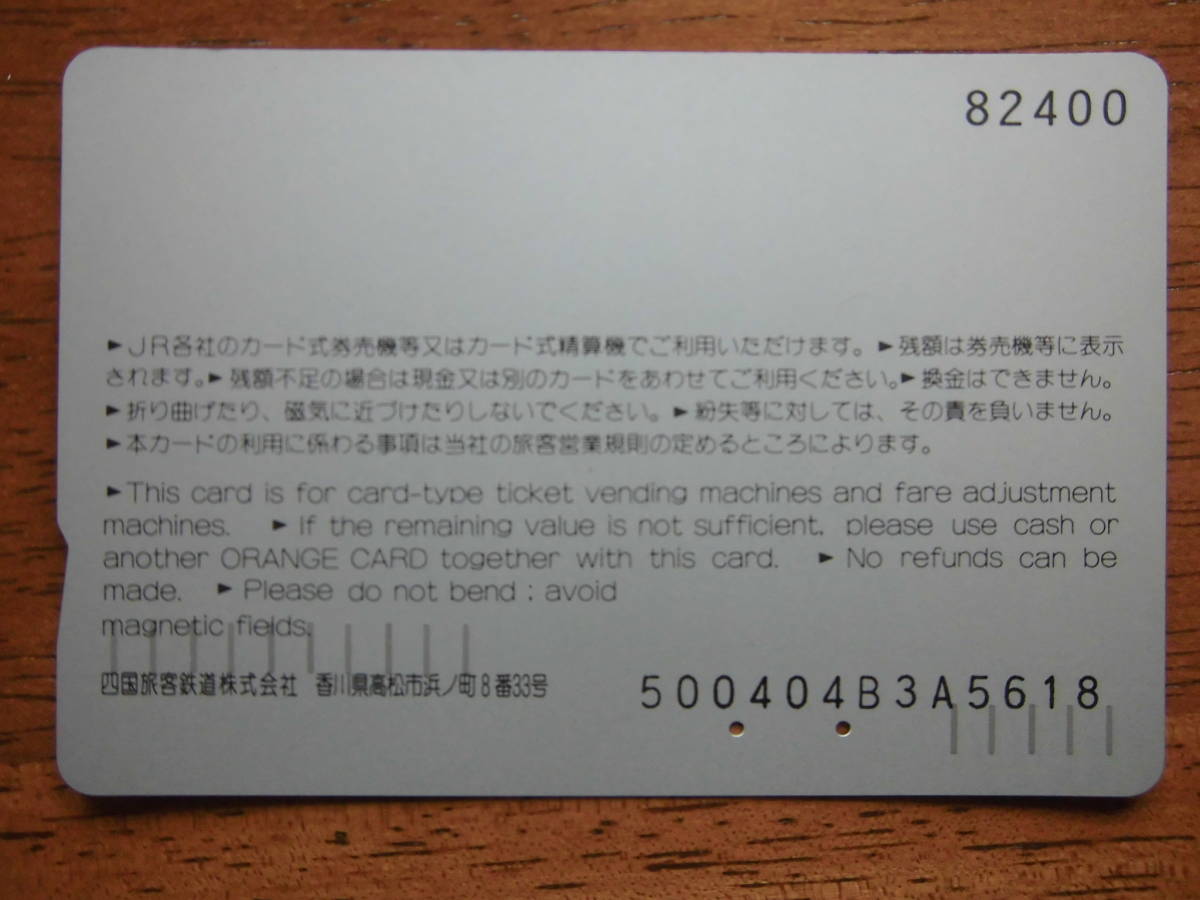 82400
►JR各社のカード式券売機等又はカード式精算機でご利用いただけます。►残額は券売機等に表示
されます。►残額不足の場合は現金又は別のカードをあわせてご利用ください。►換金はできません。
►折り曲げたり、磁気に近づけたりしないでください。►紛失等に対しては、その責を負いません。
►本カードの利用に係わる事項は当社の旅客営業規則の定めるところによります。
►This card is for card-type ticket vending machines and fare adjustment
machines. ►If the remaining value is not sufficient, please use cash or
another ORANGE CARD together with this card. ►No refunds can be
made. ►Please do not bend : avoid
magnetic fields.
四国旅客鉄道株式会社 香川県高松市浜ノ町8番33号
500404B3A5618